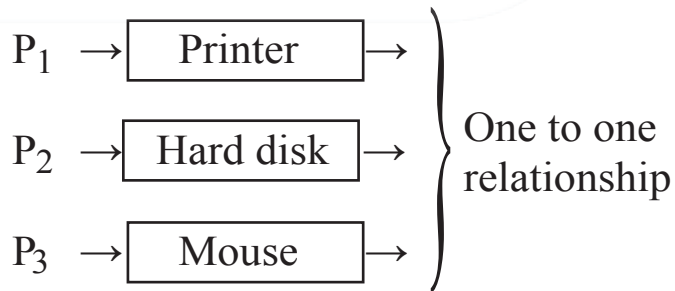 P1 → Printer →
P2 → Hard disk →
P3 → Mouse →
One to one
relationship